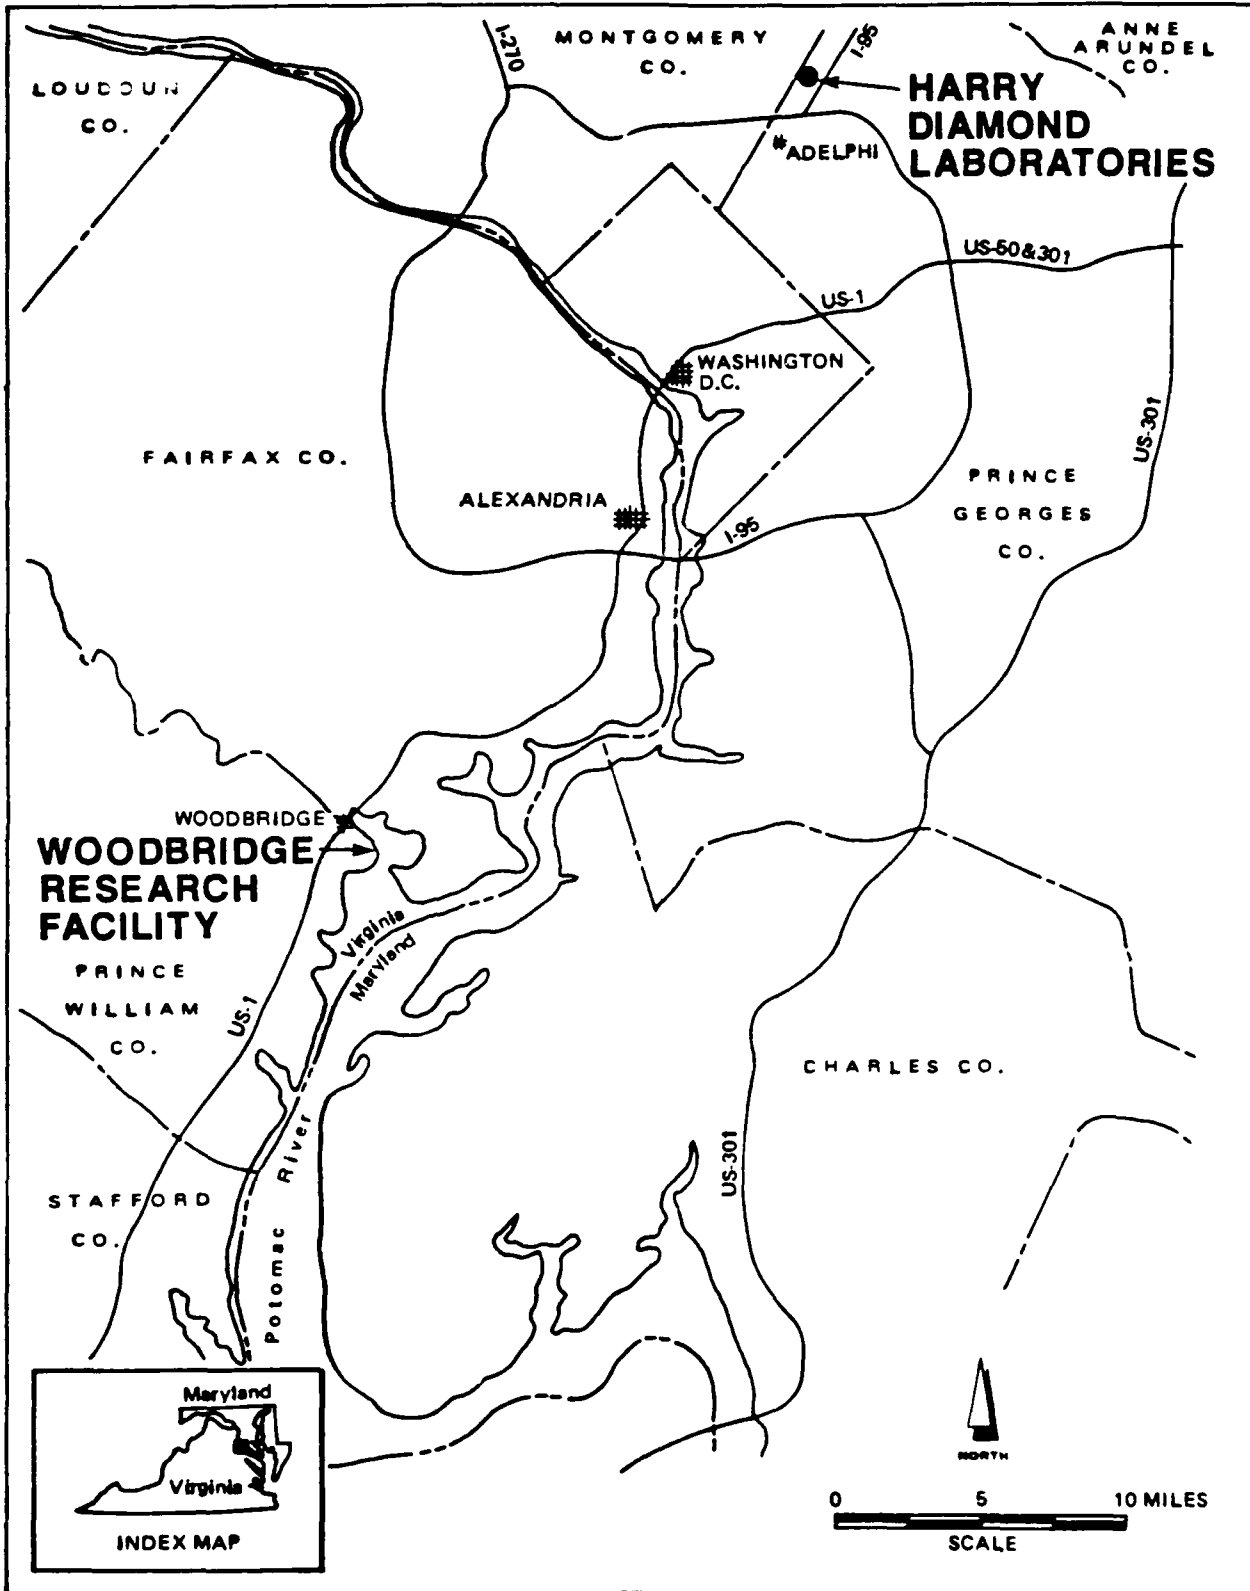 I-270
MONTGOMERY
CO.
I-95
ANNE
ARUNDEL
CO.
LOUDOUN
CO.
HARRY
DIAMOND
LABORATORIES
ADELPHI
US-50&301
US-1
WASHINGTON
D.C.
US-301
FAIRFAX CO.
ALEXANDRIA
I-95
PRINCE
GEORGES
CO.
WOODBRIDGE
WOODBRIDGE
RESEARCH
FACILITY
Virginia
Maryland
PRINCE
WILLIAM
CO.
US-1
CHARLES CO.
Potomac River
US-301
STAFFORD
CO.
Maryland
Virginia
INDEX MAP
NORTH
0 5 10 MILES
SCALE